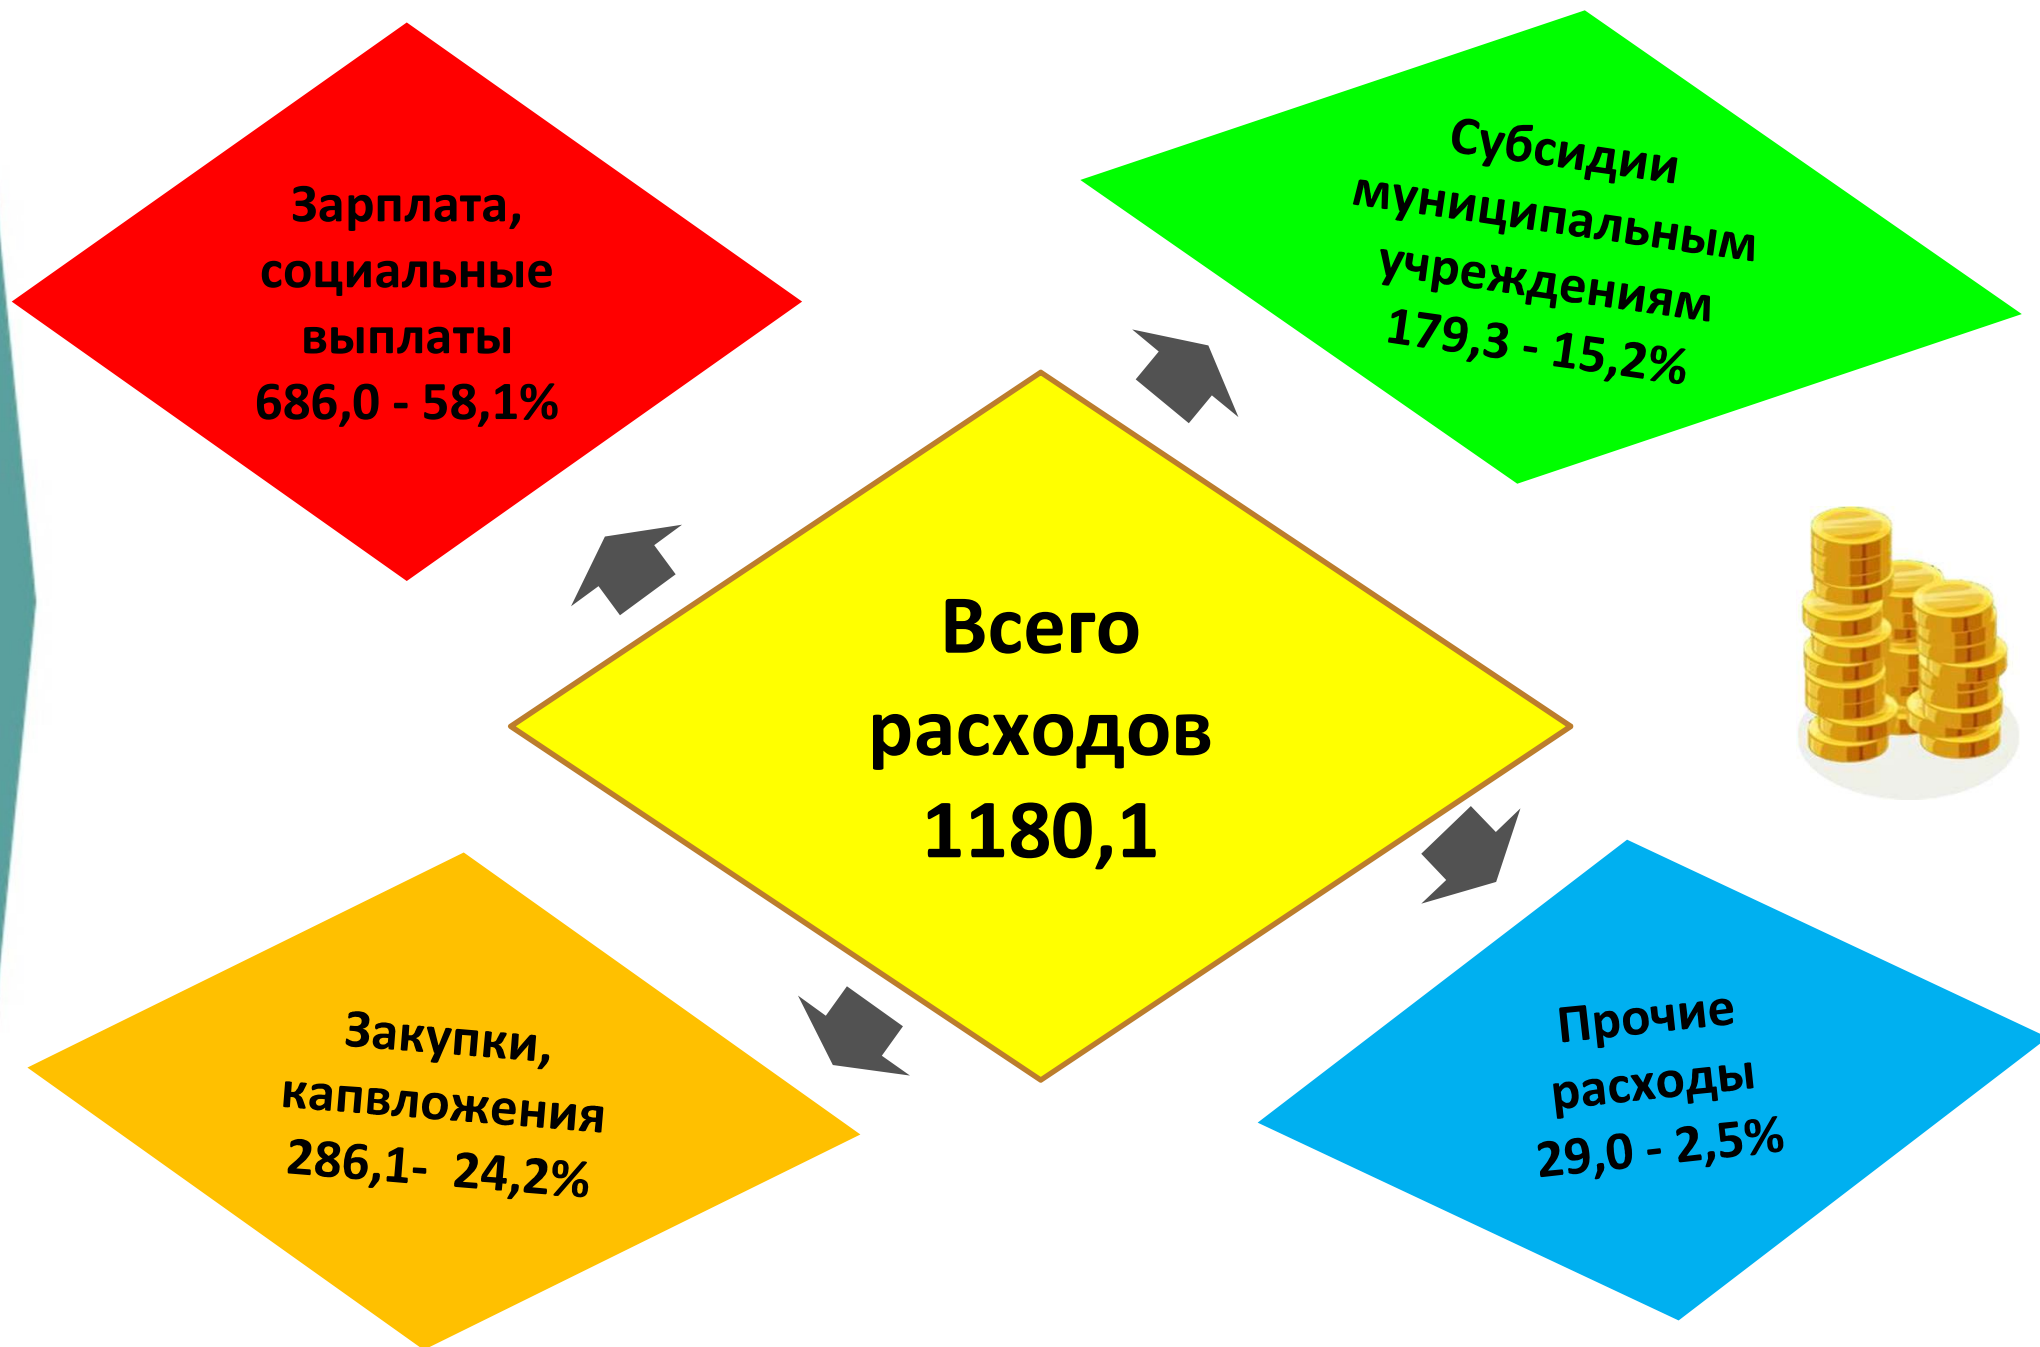 Зарплата,
социальные
выплаты
686,0 - 58,1%
Субсидии
муниципальным
учреждениям
179,3 - 15,2%
Всего
расходов
1180,1
Закупки,
капвложения
286,1-  24,2%
Прочие
расходы
29,0 - 2,5%